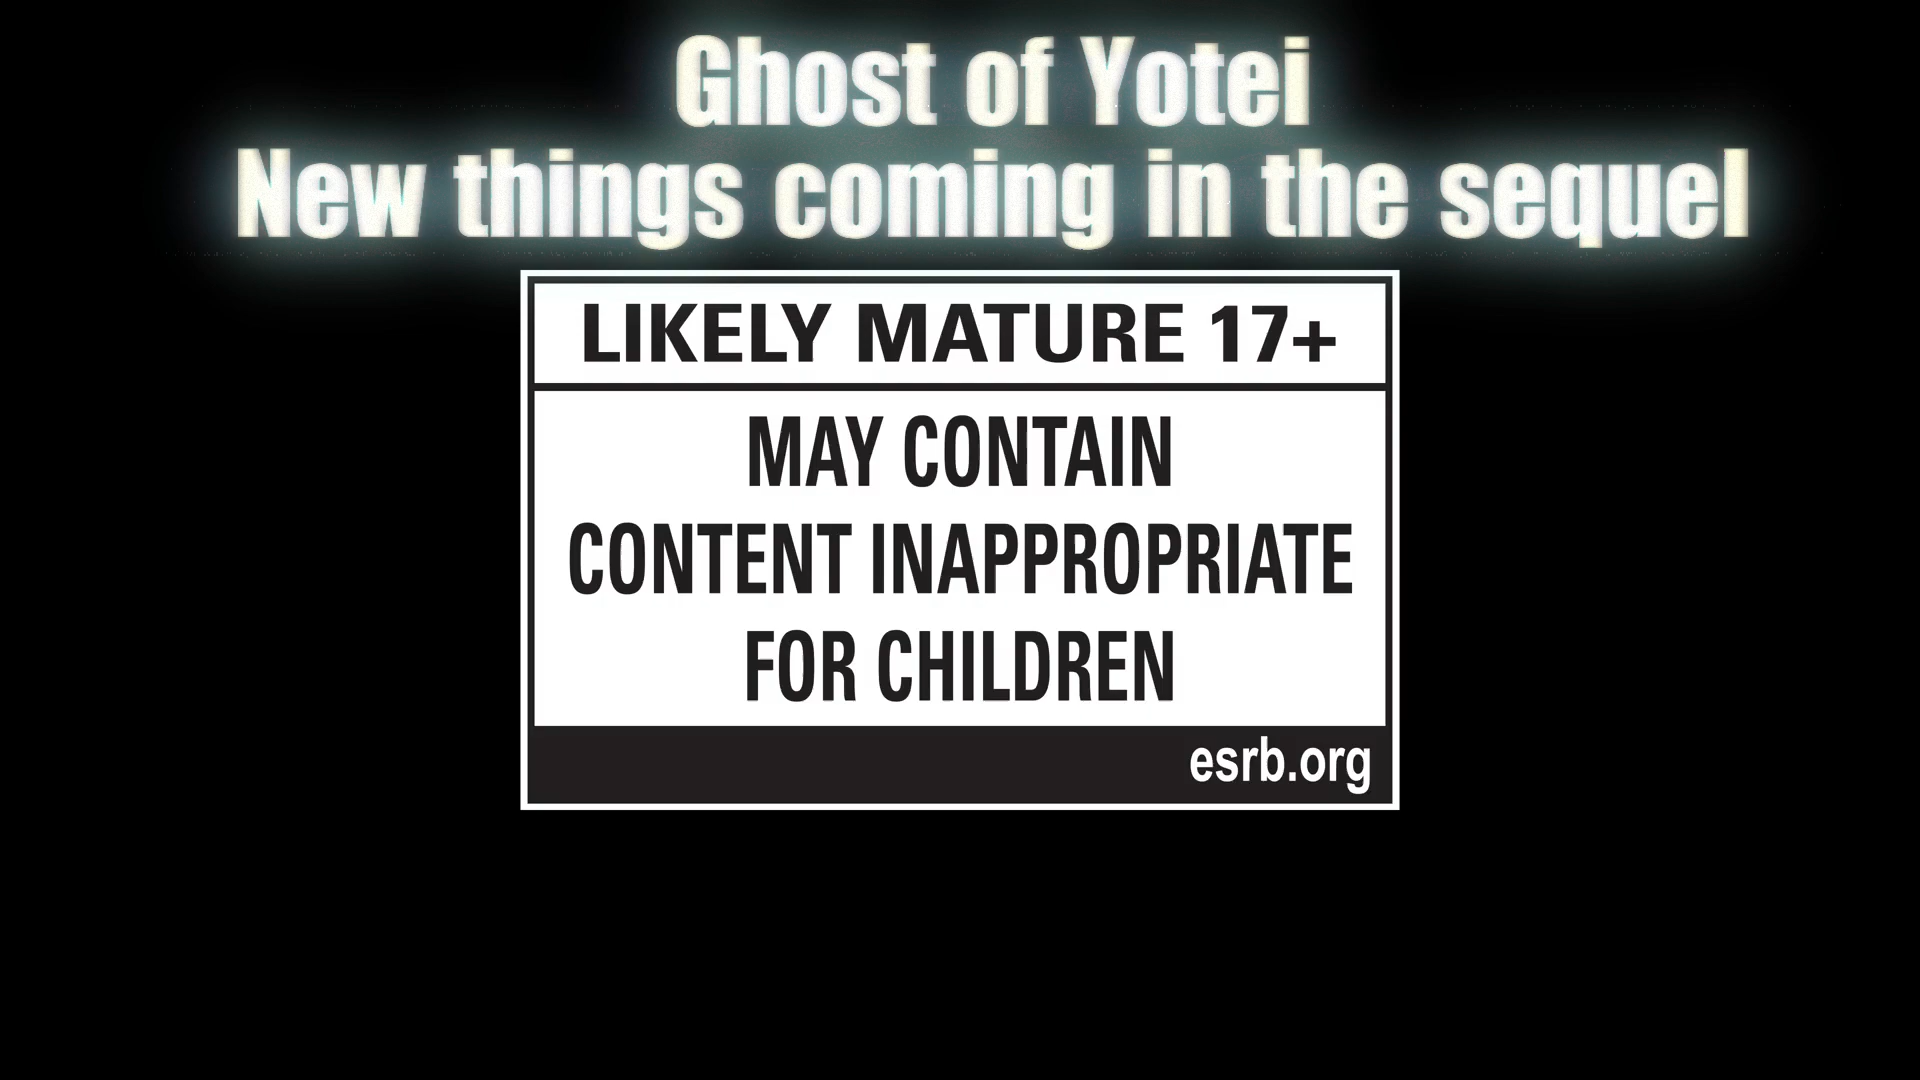 Ghost of Yotei
New things coming in the sequel
LIKELY MATURE 17+
MAY CONTAIN
CONTENT INAPPROPRIATE
FOR CHILDREN
esrb.org